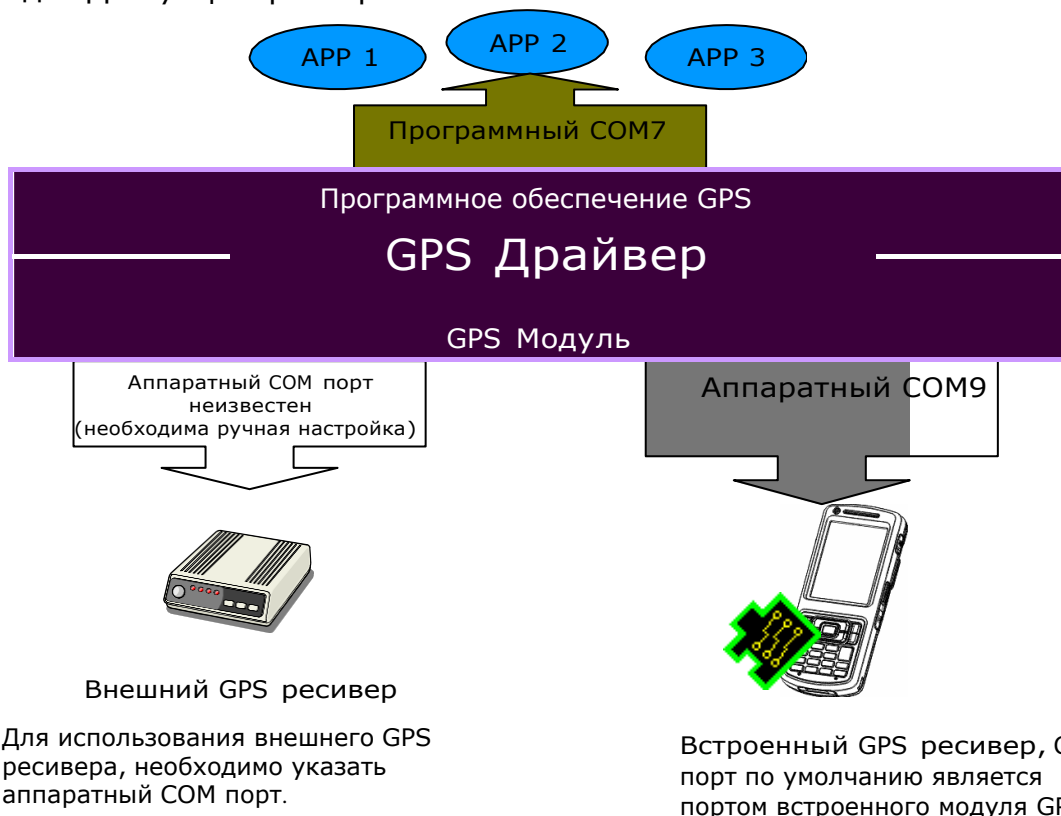 APP 1
APP 2
APP 3
Программный COM7
Программное обеспечение GPS
GPS Драйвер
GPS Модуль
Аппаратный COM порт
неизвестен
(необходима ручная настройка)
Аппаратный COM9
Внешний GPS ресивер
Для использования внешнего GPS
ресивера, необходимо указать
аппаратный COM порт.
Встроенный GPS ресивер,
порт по умолчанию является
портом встроенного модуля